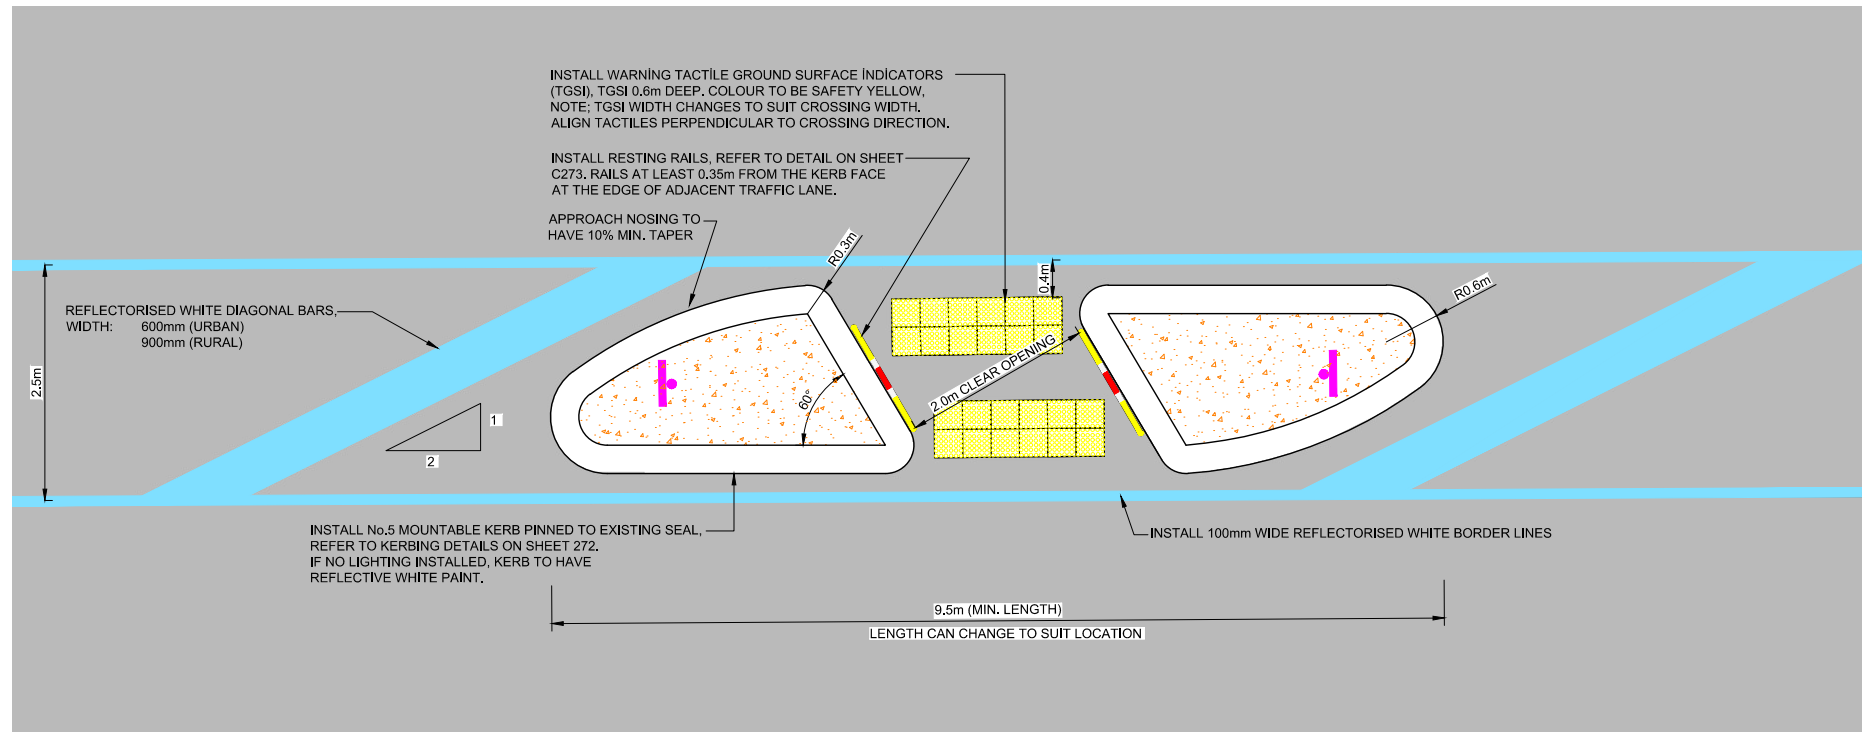 INSTALL WARNING TACTILE GROUND SURFACE INDICATORS
(TGSI), TGSI 0.6m DEEP. COLOUR TO BE SAFETY YELLOW,
NOTE; TGSI WIDTH CHANGES TO SUIT CROSSING WIDTH.
ALIGN TACTILES PERPENDICULAR TO CROSSING DIRECTION.
INSTALL RESTING RAILS, REFER TO DETAIL ON SHEET
C273. RAILS AT LEAST 0.35m FROM THE KERB FACE
AT THE EDGE OF ADJACENT TRAFFIC LANE.
APPROACH NOSING TO
HAVE 10% MIN. TAPER
R0.3m
0.4m
R0.6m
REFLECTORISED WHITE DIAGONAL BARS,
WIDTH: 600mm (URBAN)
900mm (RURAL)
2.5m
2.0m CLEAR OPENING
60°
1
2
INSTALL No.5 MOUNTABLE KERB PINNED TO EXISTING SEAL,
REFER TO KERBING DETAILS ON SHEET 272.
IF NO LIGHTING INSTALLED, KERB TO HAVE
REFLECTIVE WHITE PAINT.
INSTALL 100mm WIDE REFLECTORISED WHITE BORDER LINES
9.5m (MIN. LENGTH)
LENGTH CAN CHANGE TO SUIT LOCATION